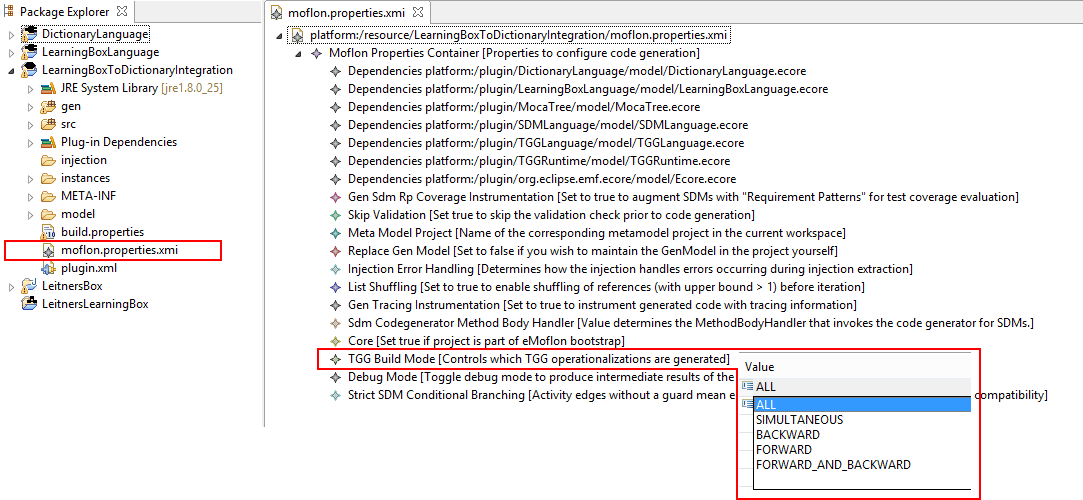 Package Explorer
DictionaryLanguage
LearningBoxLanguage
LearningBoxToDictionaryIntegration
JRE System Library [jre1.8.0_25]
gen
src
Plug-in Dependencies
injection
instances
META-INF
model
build.properties
moflon.properties.xmi
plugin.xml
LeitnersBox
LeitnersLearningBox
moflon.properties.xmi
platform:/resource/LearningBoxToDictionaryIntegration/moflon.properties.xmi
Moflon Properties Container [Properties to configure code generation]
Dependencies platform:/plugin/DictionaryLanguage/model/DictionaryLanguage.ecore
Dependencies platform:/plugin/LearningBoxLanguage/model/LearningBoxLanguage.ecore
Dependencies platform:/plugin/MocaTree/model/MocaTree.ecore
Dependencies platform:/plugin/SDMLanguage/model/SDMLanguage.ecore
Dependencies platform:/plugin/TGGLanguage/model/TGGLanguage.ecore
Dependencies platform:/plugin/TGGRuntime/model/TGGRuntime.ecore
Dependencies platform:/plugin/org.eclipse.emf.ecore/model/Ecore.ecore
Gen Sdm Rp Coverage Instrumentation [Set to true to augment SDMs with "Requirement Patterns" for test coverage evaluation]
Skip Validation [Set true to skip the validation check prior to code generation]
Meta Model Project [Name of the corresponding metamodel project in the current workspace]
Replace Gen Model [Set to false if you wish to maintain the GenModel in the project yourself]
Injection Error Handling [Determines how the injection handles errors occurring during injection extraction]
List Shuffling [Set to true to enable shuffling of references (with upper bound > 1) before iteration]
Gen Tracing Instrumentation [Set to true to instrument generated code with tracing information]
Sdm Codegenerator Method Body Handler [Value determines the MethodBodyHandler that invokes the code generator for SDMs.]
Core [Set true if project is part of eMoflon bootstrap]
TGG Build Mode [Controls which TGG operationalizations are generated]
Debug Mode [Toggle debug mode to produce intermediate results of the
Strict SDM Conditional Branching [Activity edges without a guard mean e compatibility]
Value
ALL
ALL
SIMULTANEOUS
BACKWARD
FORWARD
FORWARD_AND_BACKWARD